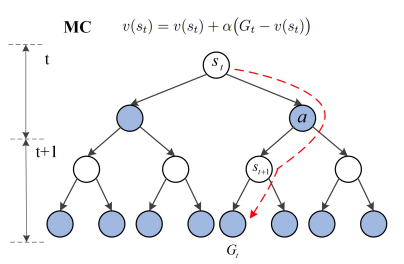 MC v(s_t) = v(s_t) + α(G_t − v(s_t))
t
s_t
a
t+1
s_{t+1}
G_t